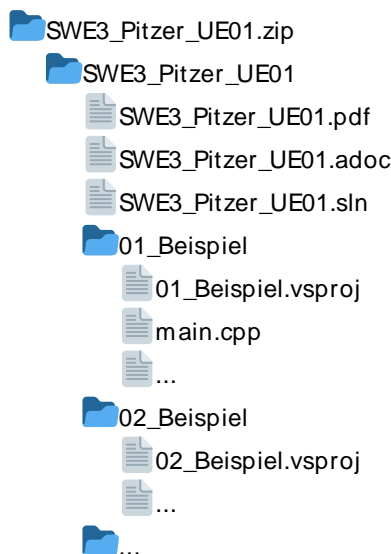 SWE3_Pitzer_UE01.zip
SWE3_Pitzer_UE01
SWE3_Pitzer_UE01.pdf
SWE3_Pitzer_UE01.adoc
SWE3_Pitzer_UE01.sln
01_Beispiel
01_Beispiel.vsproj
main.cpp
...
02_Beispiel
02_Beispiel.vsproj
...
...